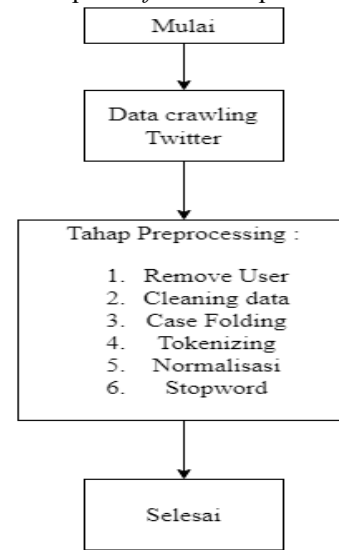 Mulai
Data crawling
Twitter
Tahap Preprocessing :
1. Remove User
2. Cleaning data
3. Case Folding
4. Tokenizing
5. Normalisasi
6. Stopword
Selesai